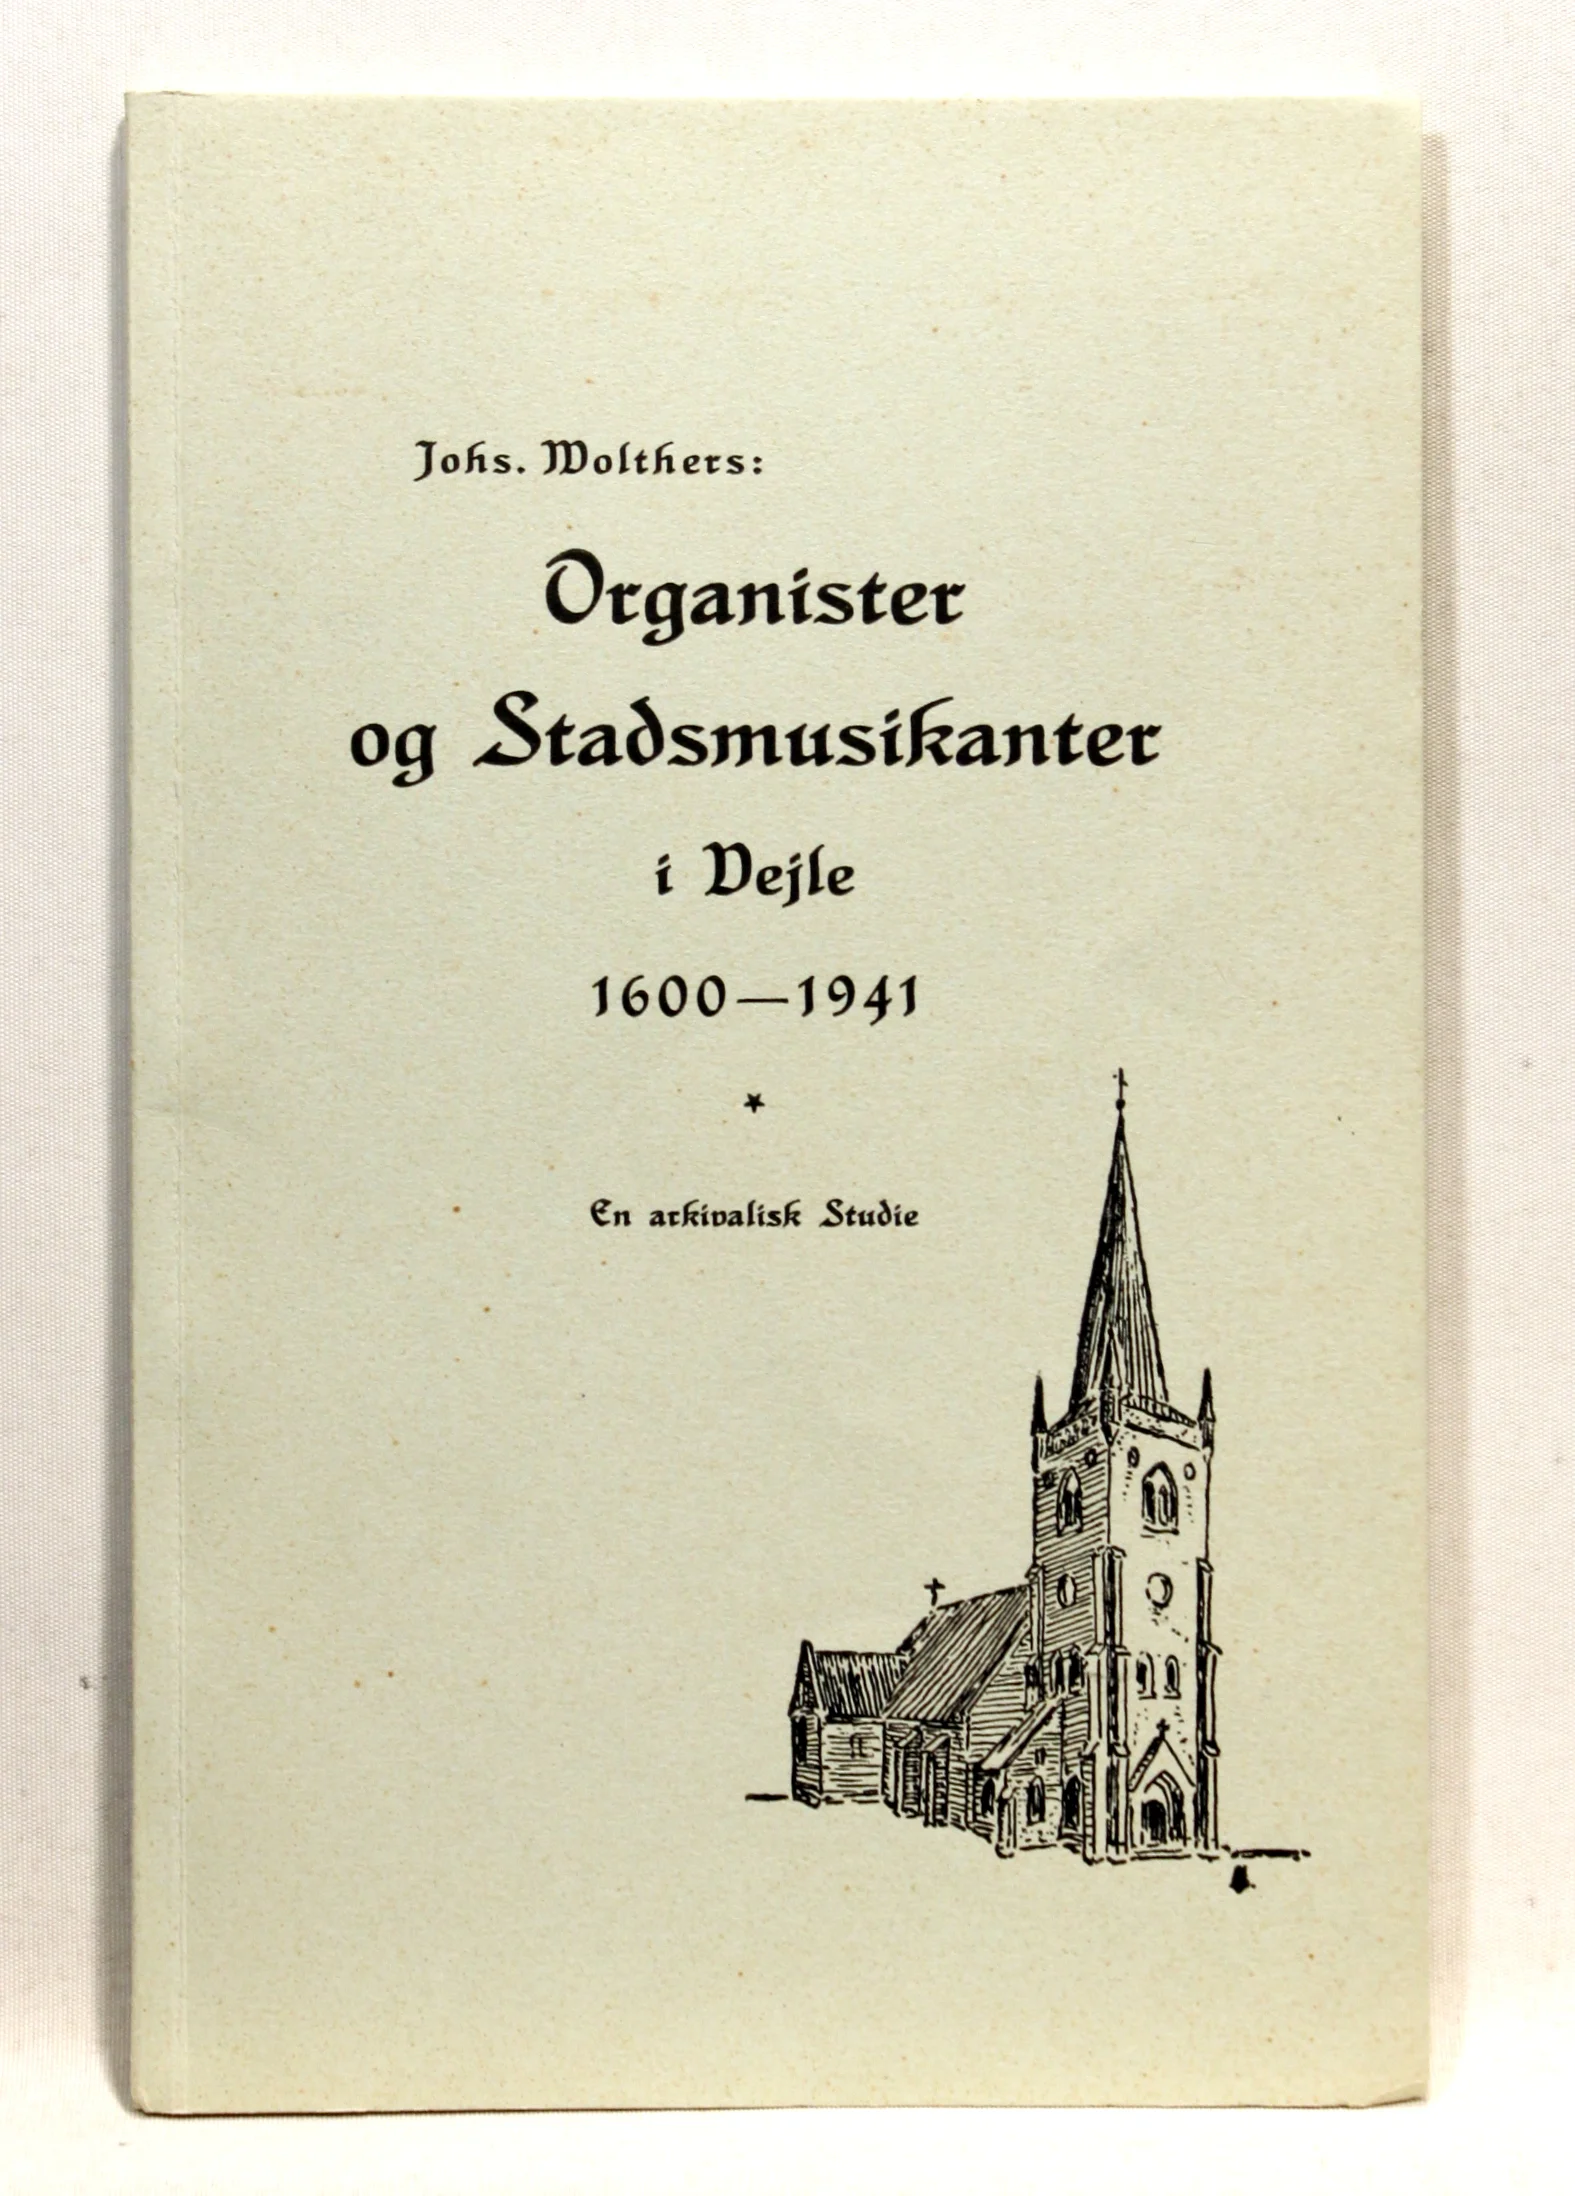 Johs. Wolthers:
Organister
og Stadsmusikanter
i Vejle
1600—1941
En arkivalisk Studie